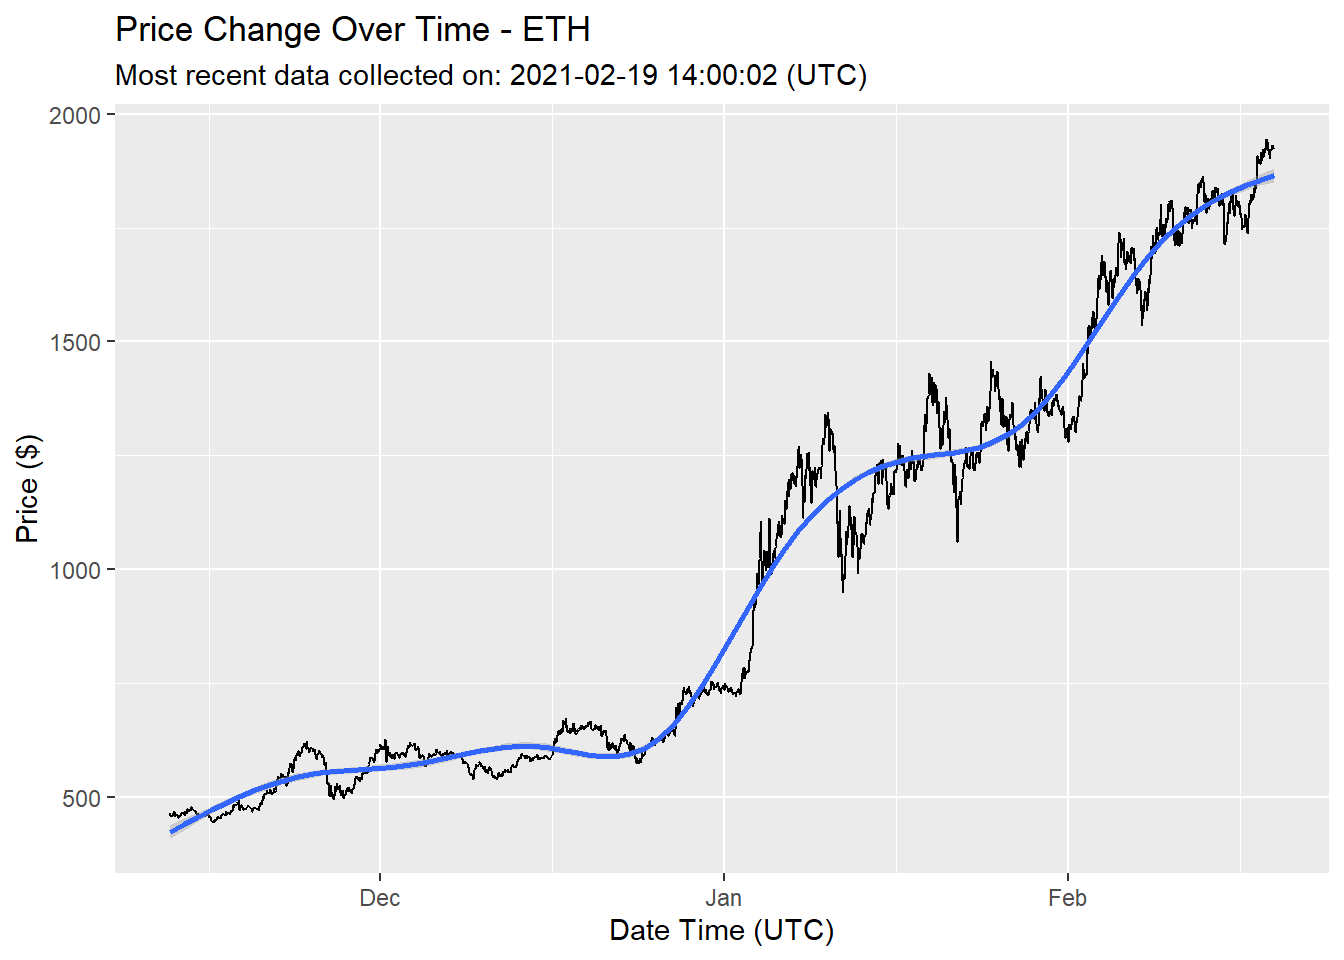 Price Change Over Time - ETH
Most recent data collected on: 2021-02-19 14:00:02 (UTC)
2000
1500
1000
500
Price ($)
Dec
Jan
Feb
Date Time (UTC)